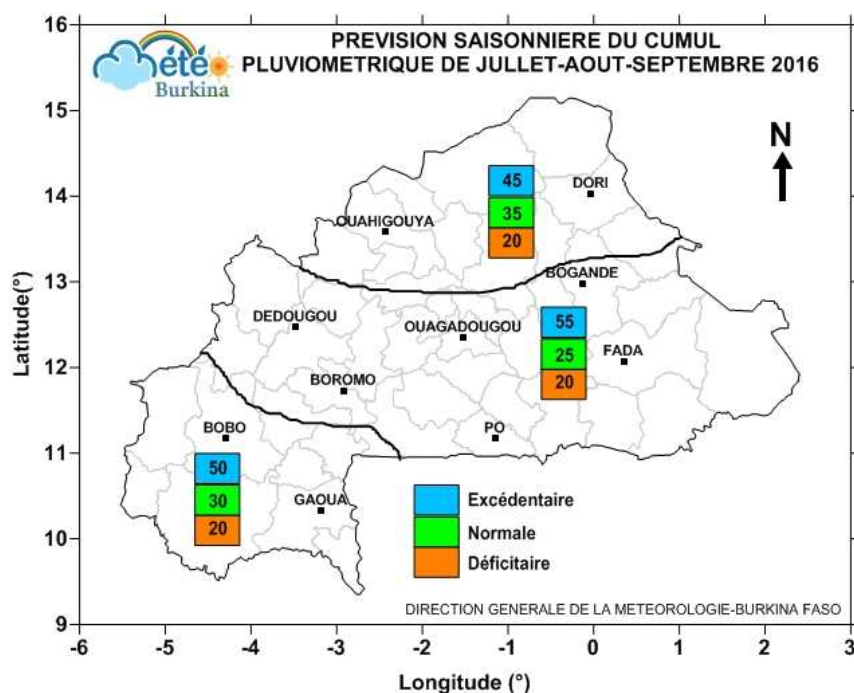 PREVISION SAISONNIERE DU CUMUL
PLUVIOMETRIQUE DE JULLET-AOUT-SEPTEMBRE 2016
été
Burkina
N
16
15
14
13
12
11
10
9
Latitude(°)
45
35
20
DORI
OUAHIGOUYA
BOGANDE
DEDOUGOU
OUAGADOUGOU
55
25
20
FADA
BOROMO
BOBO
PO
50
30
20
GAOUA
Excédentaire
Normale
Déficitaire
DIRECTION GENERALE DE LA METEOROLOGIE-BURKINA FASO
-6 -5 -4 -3 -2 -1 0 1 2 3
Longitude (°)